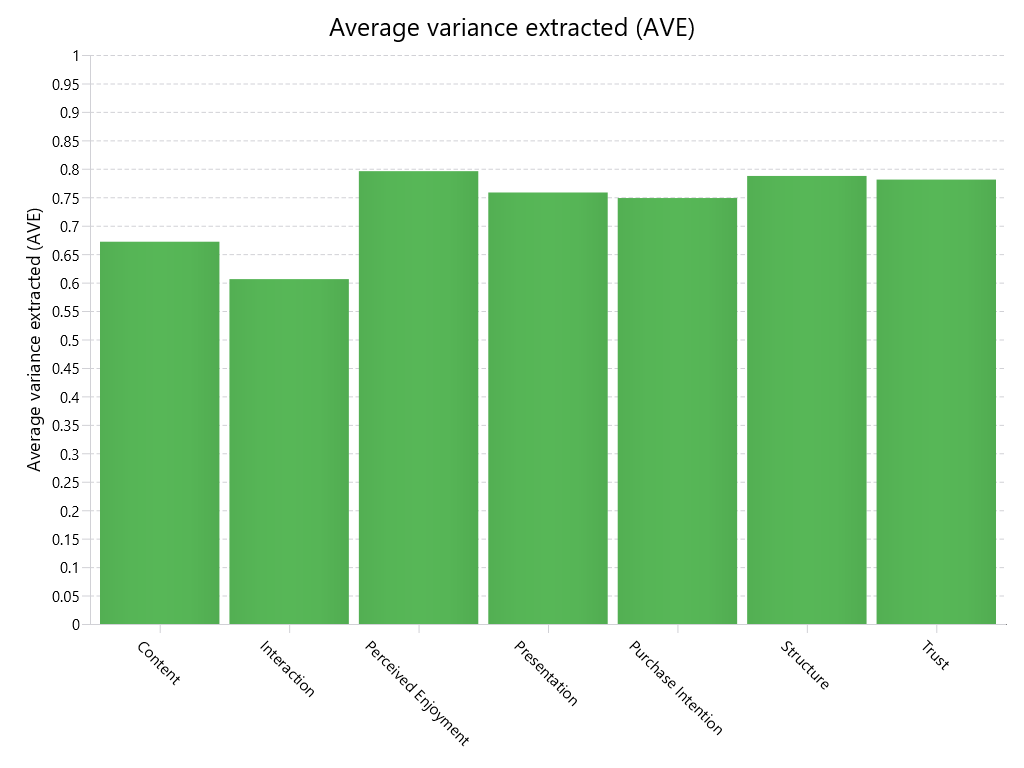 Average variance extracted (AVE)
Average variance extracted (AVE)
1
0.95
0.9
0.85
0.8
0.75
0.7
0.65
0.6
0.55
0.5
0.45
0.4
0.35
0.3
0.25
0.2
0.15
0.1
0.05
0
Content
Interaction
Perceived Enjoyment
Presentation
Purchase Intention
Structure
Trust